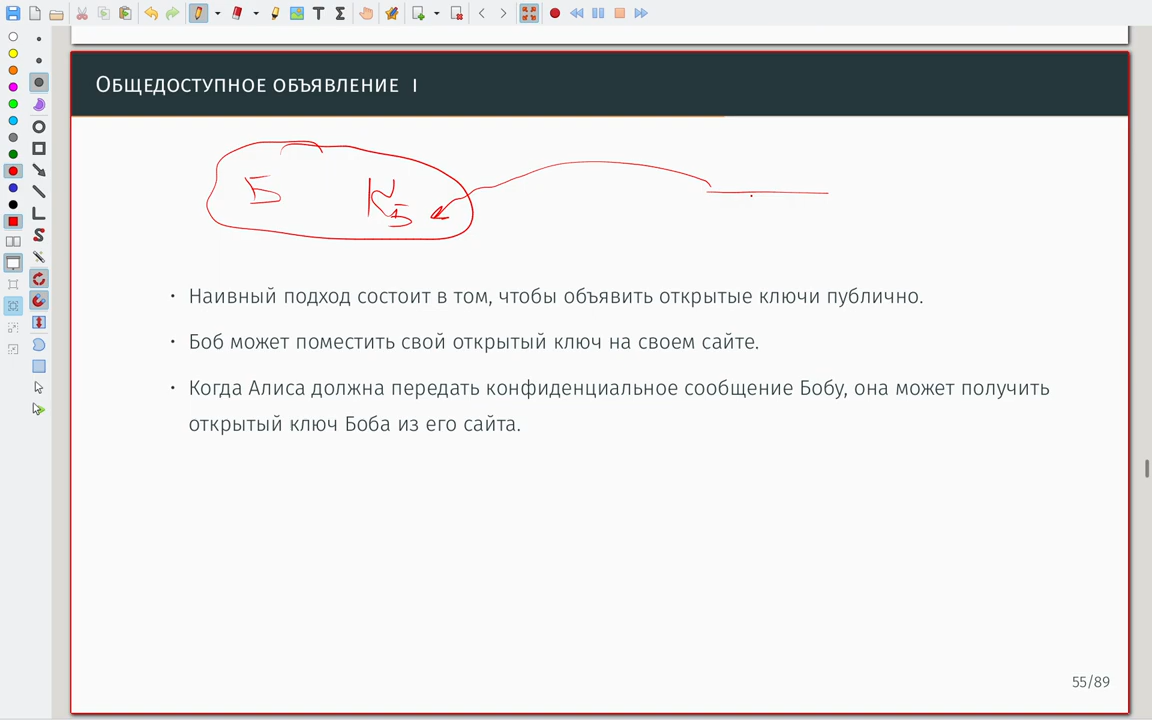 Общедоступное объявление I
Б К Б
• Наивный подход состоит в том, чтобы объявить открытые ключи публично.
• Боб может поместить свой открытый ключ на своем сайте.
• Когда Алиса должна передать конфиденциальное сообщение Бобу, она может получить
открытый ключ Боба из его сайта.
55/89